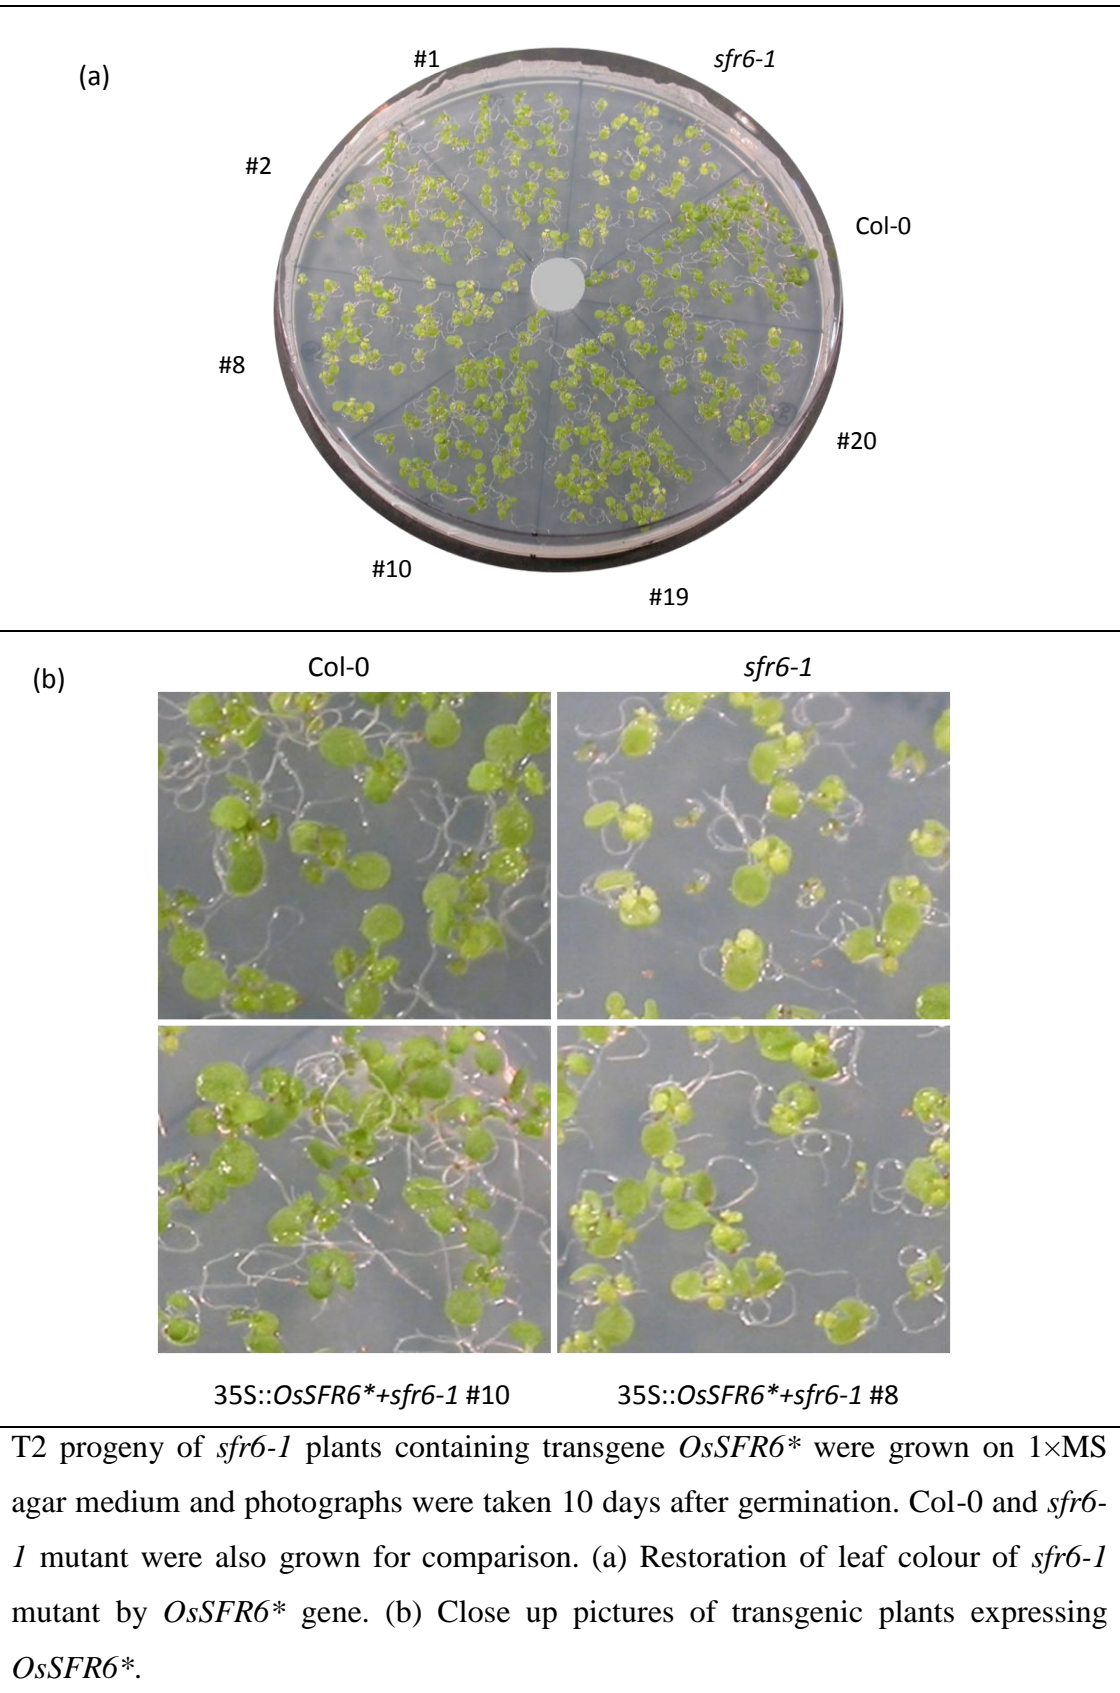 (a)
#1
sfr6-1
#2
Col-0
#8
#20
#10
#19
(b)
Col-0
sfr6-1
35S::OsSFR6*+sfr6-1 #10
35S::OsSFR6*+sfr6-1 #8
T2 progeny of sfr6-1 plants containing transgene OsSFR6* were grown on 1×MS
agar medium and photographs were taken 10 days after germination. Col-0 and sfr6-
1 mutant were also grown for comparison. (a) Restoration of leaf colour of sfr6-1
mutant by OsSFR6* gene. (b) Close up pictures of transgenic plants expressing
OsSFR6*.